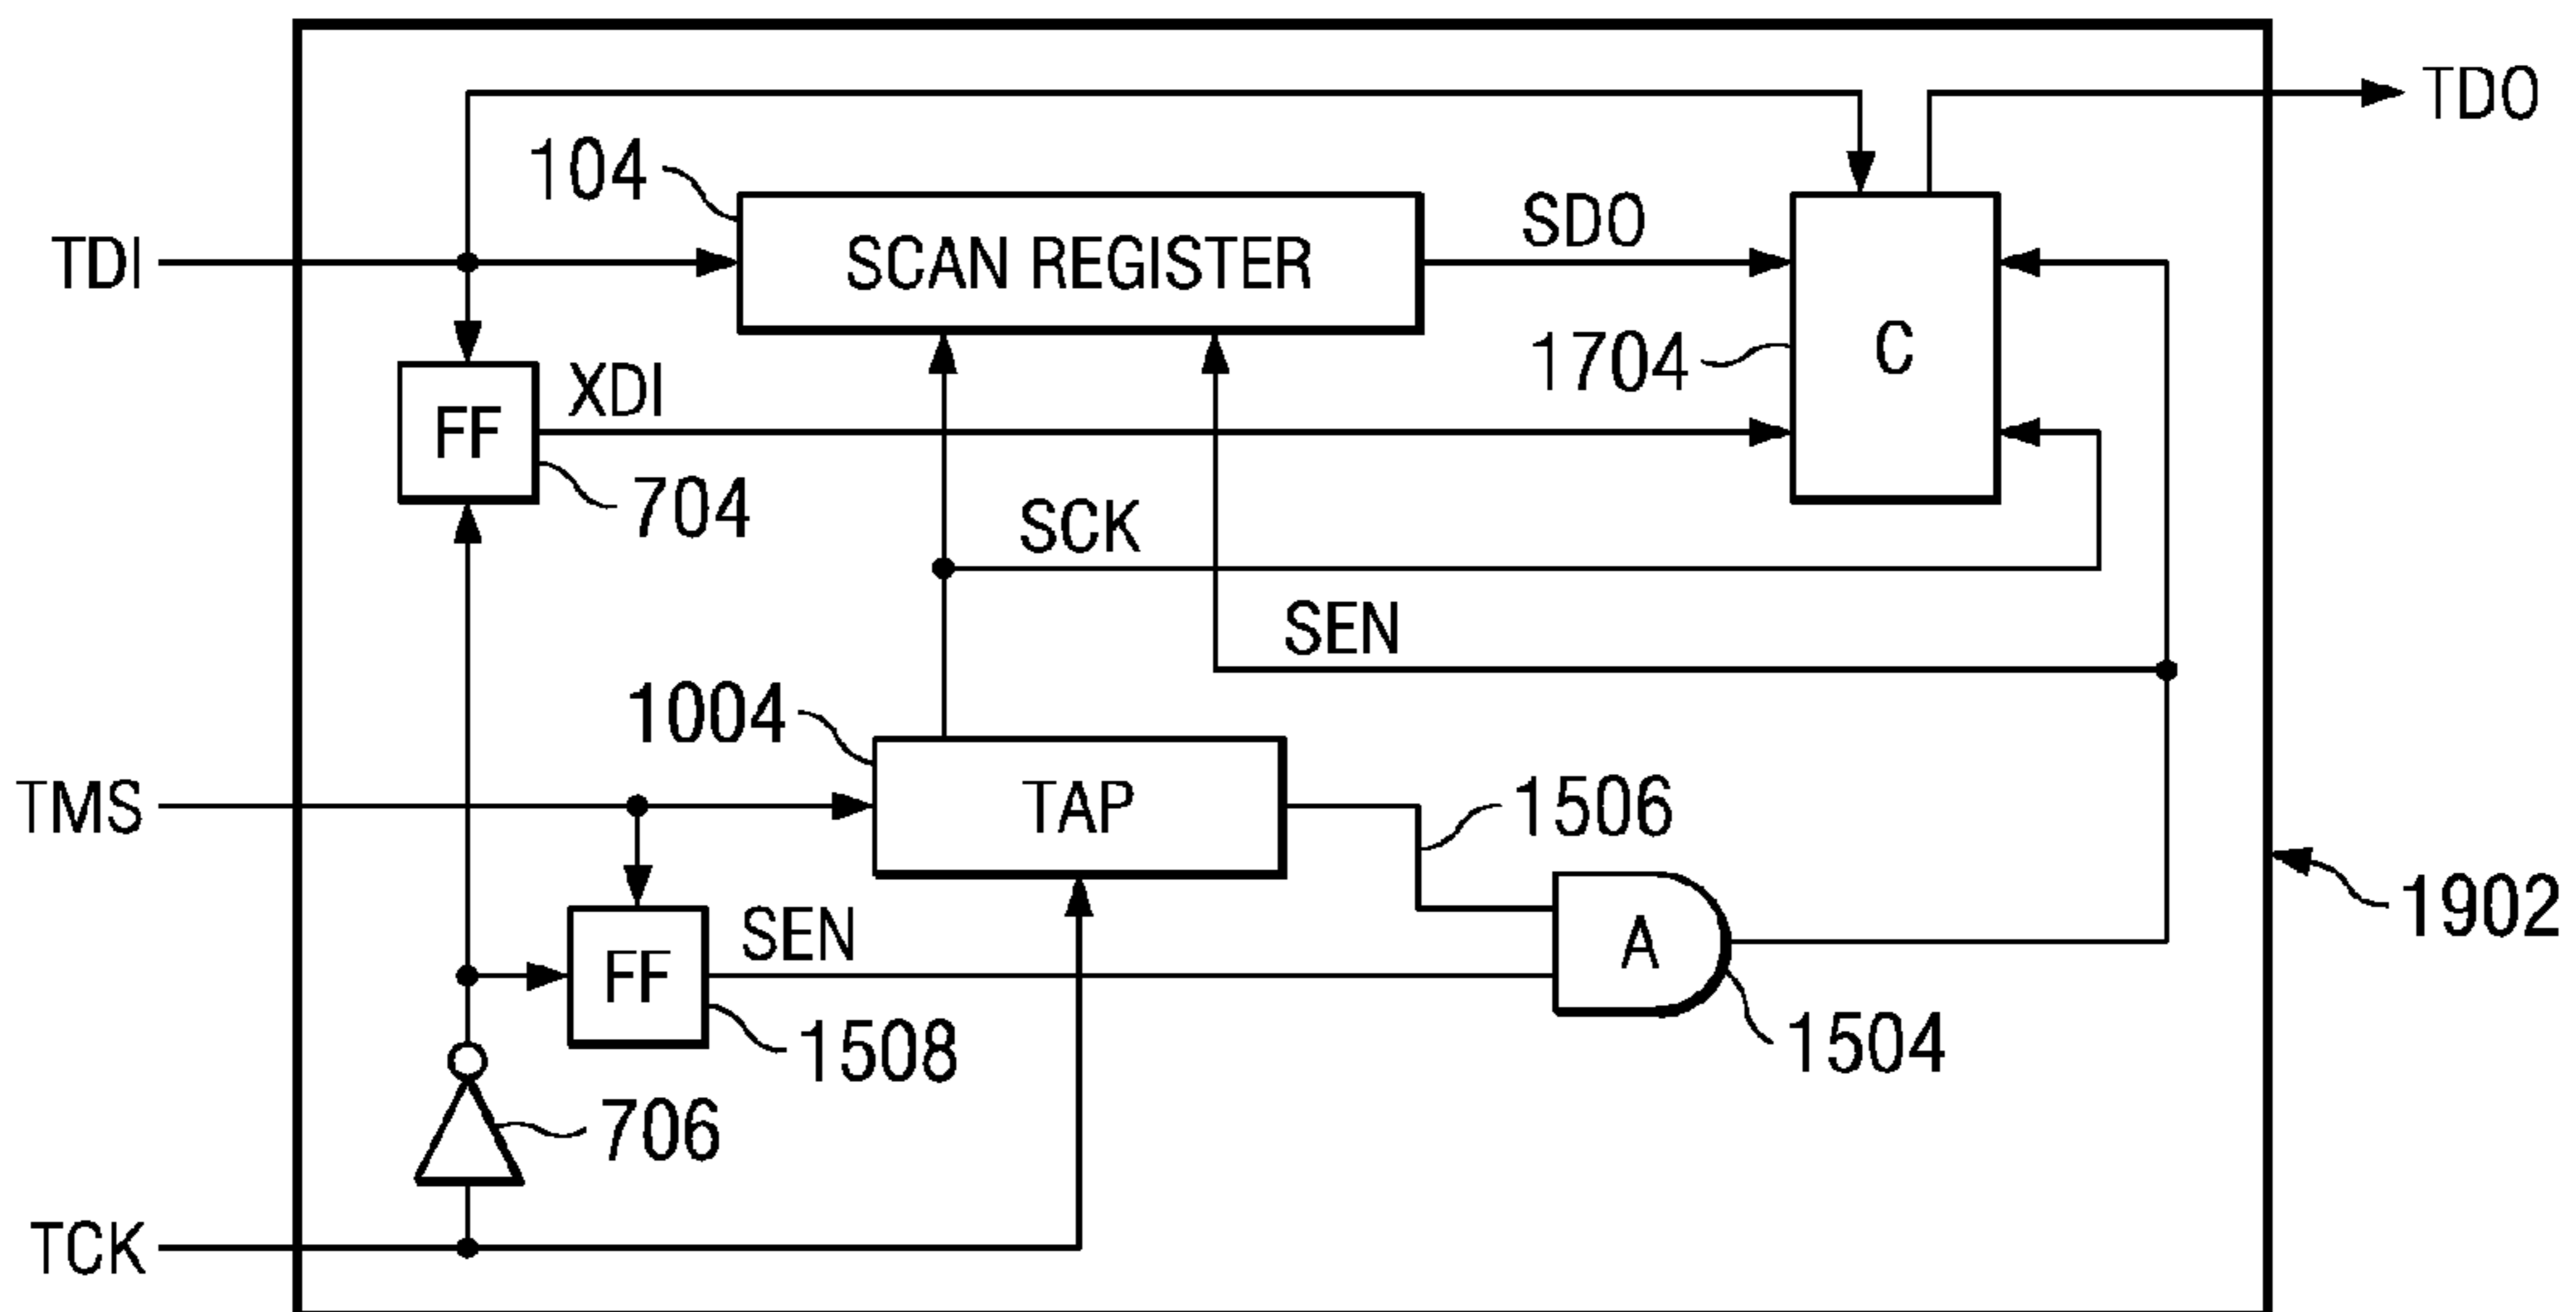 TDO
104
TDI
SCAN REGISTER
SDO
1704
C
FF
XDI
704
SCK
SEN
1004
TMS
TAP
1506
1902
FF
SEN
A
1508
1504
706
TCK